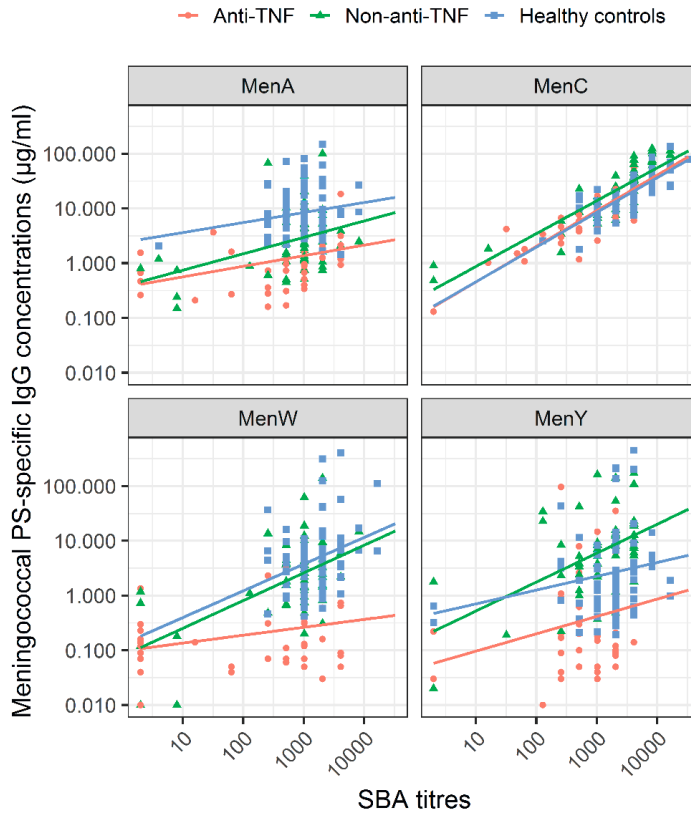 Anti-TNF Non-anti-TNF Healthy controls
MenA MenC
100.000
10.000
1.000
0.100
0.010
MenW MenY
100.000
10.000
1.000
0.100
0.010
10 100 1000 10000 10 100 1000 10000
SBA titres
Meningococcal PS-specific IgG concentrations (µg/ml)